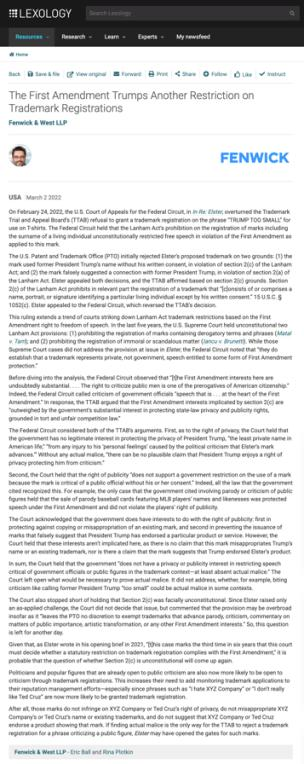 LEXOLOGY
Search Lexology
Resources Research Learn Experts My newsfeed
Home
Back Save & file View original Forward Print Share Follow Like Instruct
The First Amendment Trumps Another Restriction on
Trademark Registrations
Fenwick & West LLP
FENWICK
USA March 2 2022
On February 24, 2022, the U.S. Court of Appeals for the Federal Circuit, in In Re: Elster, overturned the Trademark
Trial and Appeal Board's (TTAB) refusal to grant a trademark registration on the phrase "TRUMP TOO SMALL" for
use on T-shirts. The Federal Circuit held that the Lanham Act's prohibition on the registration of marks including
the surname of a living individual unconstitutionally restricted free speech in violation of the First Amendment as
applied to this mark.
The U.S. Patent and Trademark Office (PTO) initially rejected Elster's proposed trademark on two grounds: (1) the
mark used former President Trump's name without his written consent, in violation of section 2(c) of the Lanham
Act; and (2) the mark falsely suggested a connection with former President Trump, in violation of section 2(a) of the
Lanham Act. Elster appealed both decisions, and the TTAB affirmed based on section 2(c) grounds. Section
2(c) of the Lanham Act prohibits in relevant part the registration of a trademark that "[c]onsists of or comprises a
name, portrait, or signature identifying a particular living individual except by his written consent." 15 U.S.C. §
1052(c). Elster appealed to the Federal Circuit, which reversed the TTAB's decision.
This ruling extends a trend of courts striking down Lanham Act trademark restrictions based on the First
Amendment right to freedom of speech. In the last five years, the U.S. Supreme Court held unconstitutional two
Lanham Act provisions: (1) prohibiting the registration of marks containing derogatory terms and phrases (Matal
v. Tam); and (2) prohibiting the registration of immoral or scandalous matter (Iancu v. Brunetti). While those
Supreme Court cases did not address the provision at issue in Elster, the Federal Circuit noted that "they do
establish that a trademark represents private, not government, speech entitled to some form of First Amendment
protection."
Before diving into the analysis, the Federal Circuit observed that "[t]he First Amendment interests here are
undoubtedly substantial. . . . The right to criticize public men is one of the prerogatives of American citizenship."
Indeed, the Federal Circuit called criticism of government officials "speech that is . . . at the heart of the First
Amendment." In response, the TTAB argued that the First Amendment interests implicated by section 2(c) are
"outweighed by the government's substantial interest in protecting state-law privacy and publicity rights,
grounded in tort and unfair competition law."
The Federal Circuit considered both of the TTAB's arguments. First, as to the right of privacy, the Court held that
the government has no legitimate interest in protecting the privacy of President Trump, "the least private name in
American life," "from any injury to his 'personal feelings' caused by the political criticism that Elster's mark
advances." Without any actual malice, "there can be no plausible claim that President Trump enjoys a right of
privacy protecting him from criticism."
Second, the Court held that the right of publicity "does not support a government restriction on the use of a mark
because the mark is critical of a public official without his or her consent." Indeed, all the law that the government
cited recognized this. For example, the only case that the government cited involving parody or criticism of public
figures held that the sale of parody baseball cards featuring MLB players' names and likenesses was protected
speech under the First Amendment and did not violate the players' right of publicity.
The Court acknowledged that the government does have interests to do with the right of publicity: first in
protecting against copying or misappropriation of an existing mark, and second in preventing the issuance of
marks that falsely suggest that President Trump has endorsed a particular product or service. However, the
Court held that these interests aren't implicated here, as there is no claim that this mark misappropriates Trump's
name or an existing trademark, nor is there a claim that the mark suggests that Trump endorsed Elster's product.
In sum, the Court held that the government "does not have a privacy or publicity interest in restricting speech
critical of government officials or public figures in the trademark context—at least absent actual malice." The
Court left open what would be necessary to prove actual malice. It did not address, whether, for example, biting
criticism like calling former President Trump "too small" could be actual malice in some contexts.
The Court also stopped short of holding that Section 2(c) was facially unconstitutional. Since Elster raised only
an as-applied challenge, the Court did not decide that issue, but commented that the provision may be overbroad
insofar as it "leaves the PTO no discretion to exempt trademarks that advance parody, criticism, commentary on
matters of public importance, artistic transformation, or any other First Amendment interests." So, this question
is left for another day.
Given that, as Elster wrote in its opening brief in 2021, "[t]his case marks the third time in six years that this court
must decide whether a statutory restriction on trademark registration complies with the First Amendment," it is
probable that the question of whether Section 2(c) is unconstitutional will come up again.
Politicians and popular figures that are already open to public criticism are also now more likely to be open to
criticism through trademark registrations. This increases their need to add monitoring trademark applications to
their reputation management efforts—especially since phrases such as "I hate XYZ Company" or "I don't really
like Ted Cruz" are now more likely to be granted trademark registration.
After all, those marks do not infringe on XYZ Company or Ted Cruz's right of privacy, do not misappropriate XYZ
Company's or Ted Cruz's name or existing trademarks, and do not suggest that XYZ Company or Ted Cruz
endorse a product showing that mark. If finding actual malice is the only way for the TTAB to reject a trademark
registration for a phrase criticizing a public figure, Elster may have opened the gates for such marks.
Fenwick & West LLP - Eric Ball and Rina Plotkin